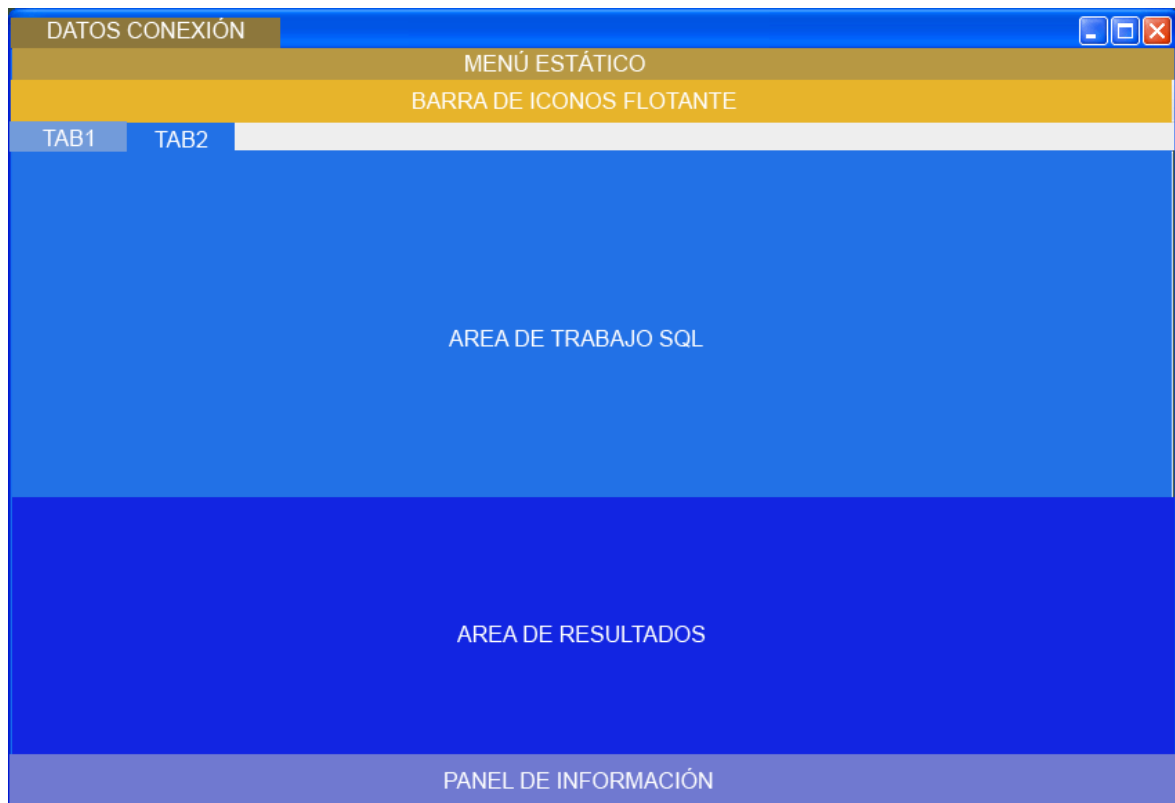 DATOS CONEXIÓN
MENÚ ESTÁTICO
BARRA DE ICONOS FLOTANTE
TAB1 TAB2
AREA DE TRABAJO SQL
AREA DE RESULTADOS
PANEL DE INFORMACIÓN